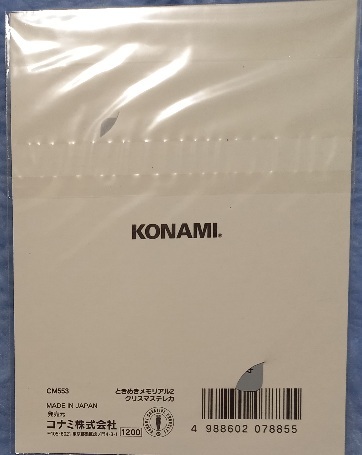 KONAMI®
CM553
ときめきメモリアル2
クリスマステレカ
MADE IN JAPAN
発売元
コナミ株式会社
1200
4 988602 078855